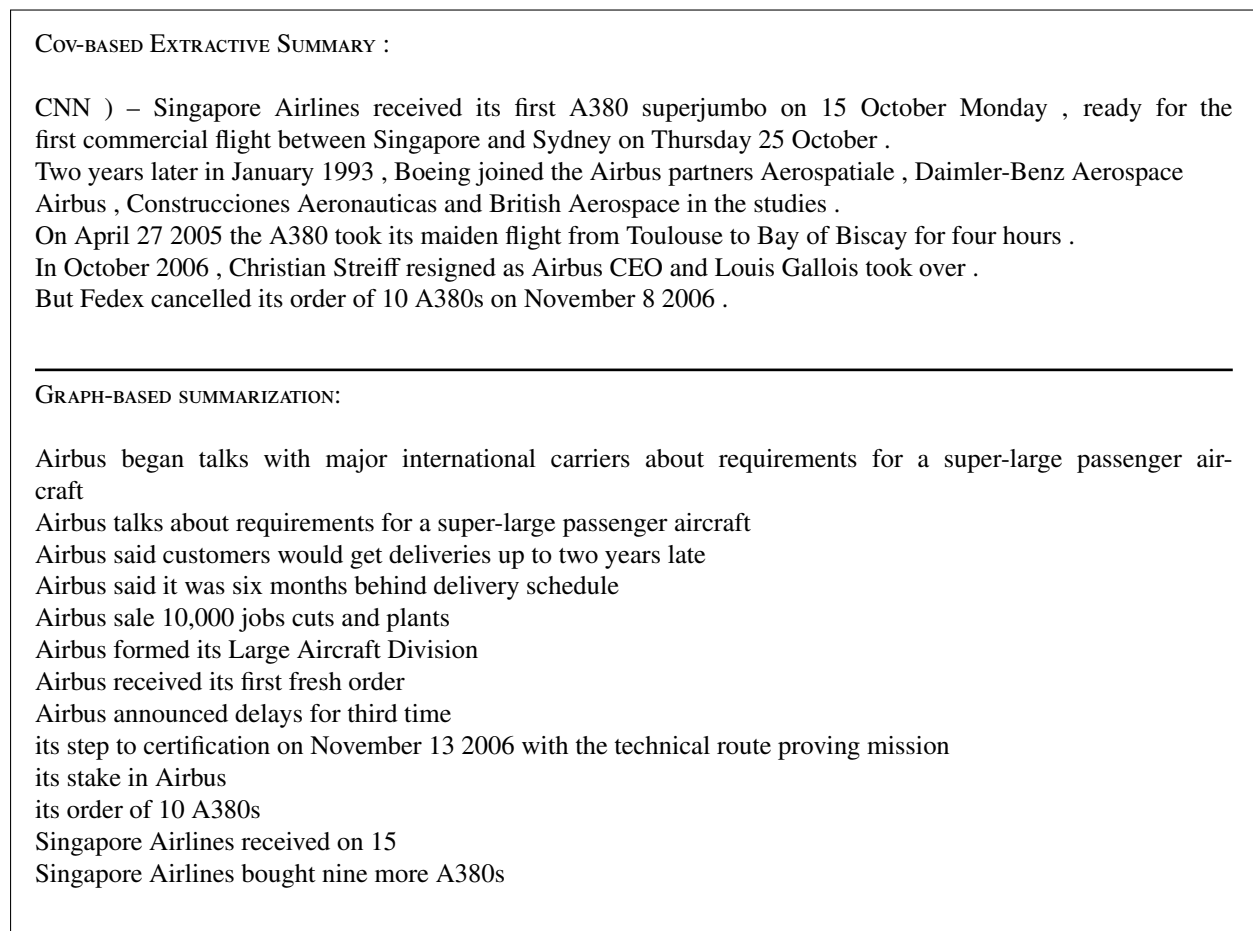 Cov-based Extractive Summary :
CNN ) – Singapore Airlines received its first A380 superjumbo on 15 October Monday , ready for the
first commercial flight between Singapore and Sydney on Thursday 25 October .
Two years later in January 1993 , Boeing joined the Airbus partners Aerospatiale , Daimler-Benz Aerospace
Airbus , Construcciones Aeronauticas and British Aerospace in the studies .
On April 27 2005 the A380 took its maiden flight from Toulouse to Bay of Biscay for four hours .
In October 2006 , Christian Streiff resigned as Airbus CEO and Louis Gallois took over .
But Fedex cancelled its order of 10 A380s on November 8 2006 .
Graph-based summarization:
Airbus began talks with major international carriers about requirements for a super-large passenger air-
craft
Airbus talks about requirements for a super-large passenger aircraft
Airbus said customers would get deliveries up to two years late
Airbus said it was six months behind delivery schedule
Airbus sale 10,000 jobs cuts and plants
Airbus formed its Large Aircraft Division
Airbus received its first fresh order
Airbus announced delays for third time
its step to certification on November 13 2006 with the technical route proving mission
its stake in Airbus
its order of 10 A380s
Singapore Airlines received on 15
Singapore Airlines bought nine more A380s